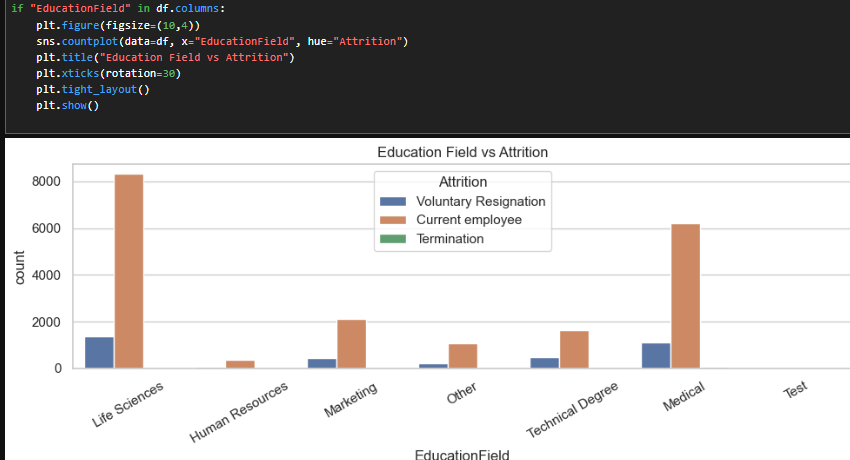 if "EducationField" in df.columns:
    plt.figure(figsize=(10,4))
    sns.countplot(data=df, x="EducationField", hue="Attrition")
    plt.title("Education Field vs Attrition")
    plt.xticks(rotation=30)
    plt.tight_layout()
    plt.show()
Education Field vs Attrition
Attrition
Voluntary Resignation
Current employee
Termination
8000
6000
4000
2000
0
count
Life Sciences
Human Resources
Marketing
Other
Technical Degree
Medical
Test
EducationField